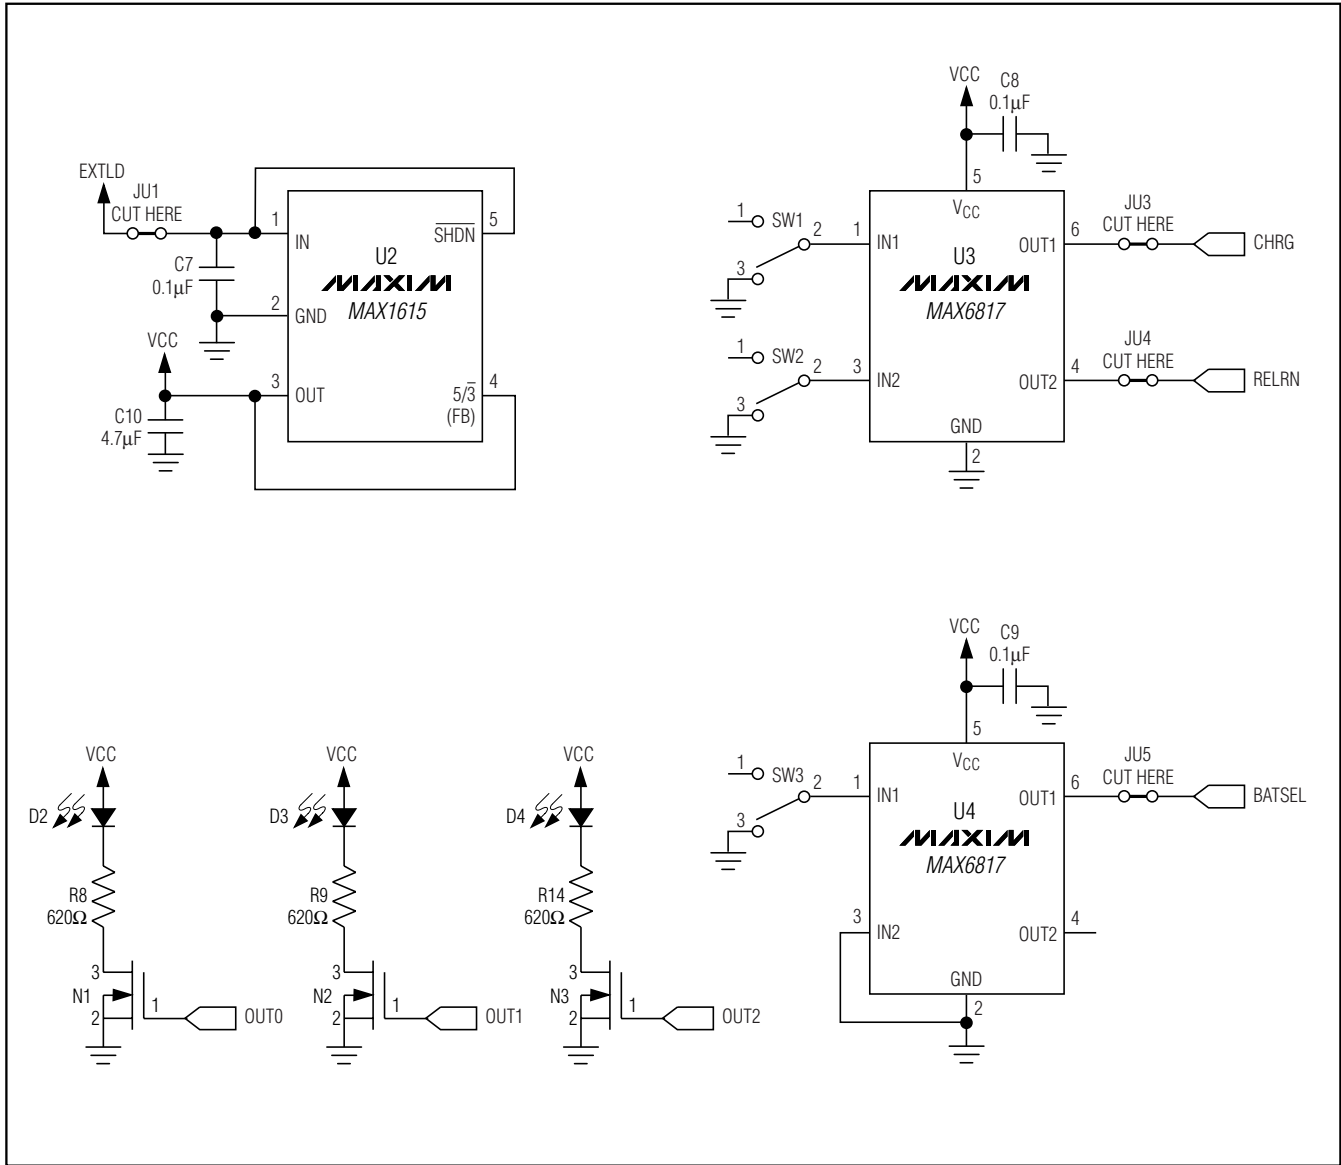 EXTLD
JU1
CUT HERE
1
IN
SHDN
5
U2
MAXIM
MAX1615
C7
0.1µF
2
GND
VCC
3
OUT
5/3
(FB)
4
C10
4.7µF
VCC
C8
0.1µF
5
VCC
1
SW1
2
3
1
IN1
OUT1
6
JU3
CUT HERE
CHRG
U3
MAXIM
MAX6817
1
SW2
2
3
3
IN2
OUT2
4
JU4
CUT HERE
RELRN
GND
2
VCC
C9
0.1µF
5
VCC
1
SW3
2
3
1
IN1
OUT1
6
JU5
CUT HERE
BATSEL
U4
MAXIM
MAX6817
3
IN2
OUT2
4
GND
2
VCC
D2
R8
620Ω
3
N1
2
1
OUT0
VCC
D3
R9
620Ω
3
N2
2
1
OUT1
VCC
D4
R14
620Ω
3
N3
2
1
OUT2